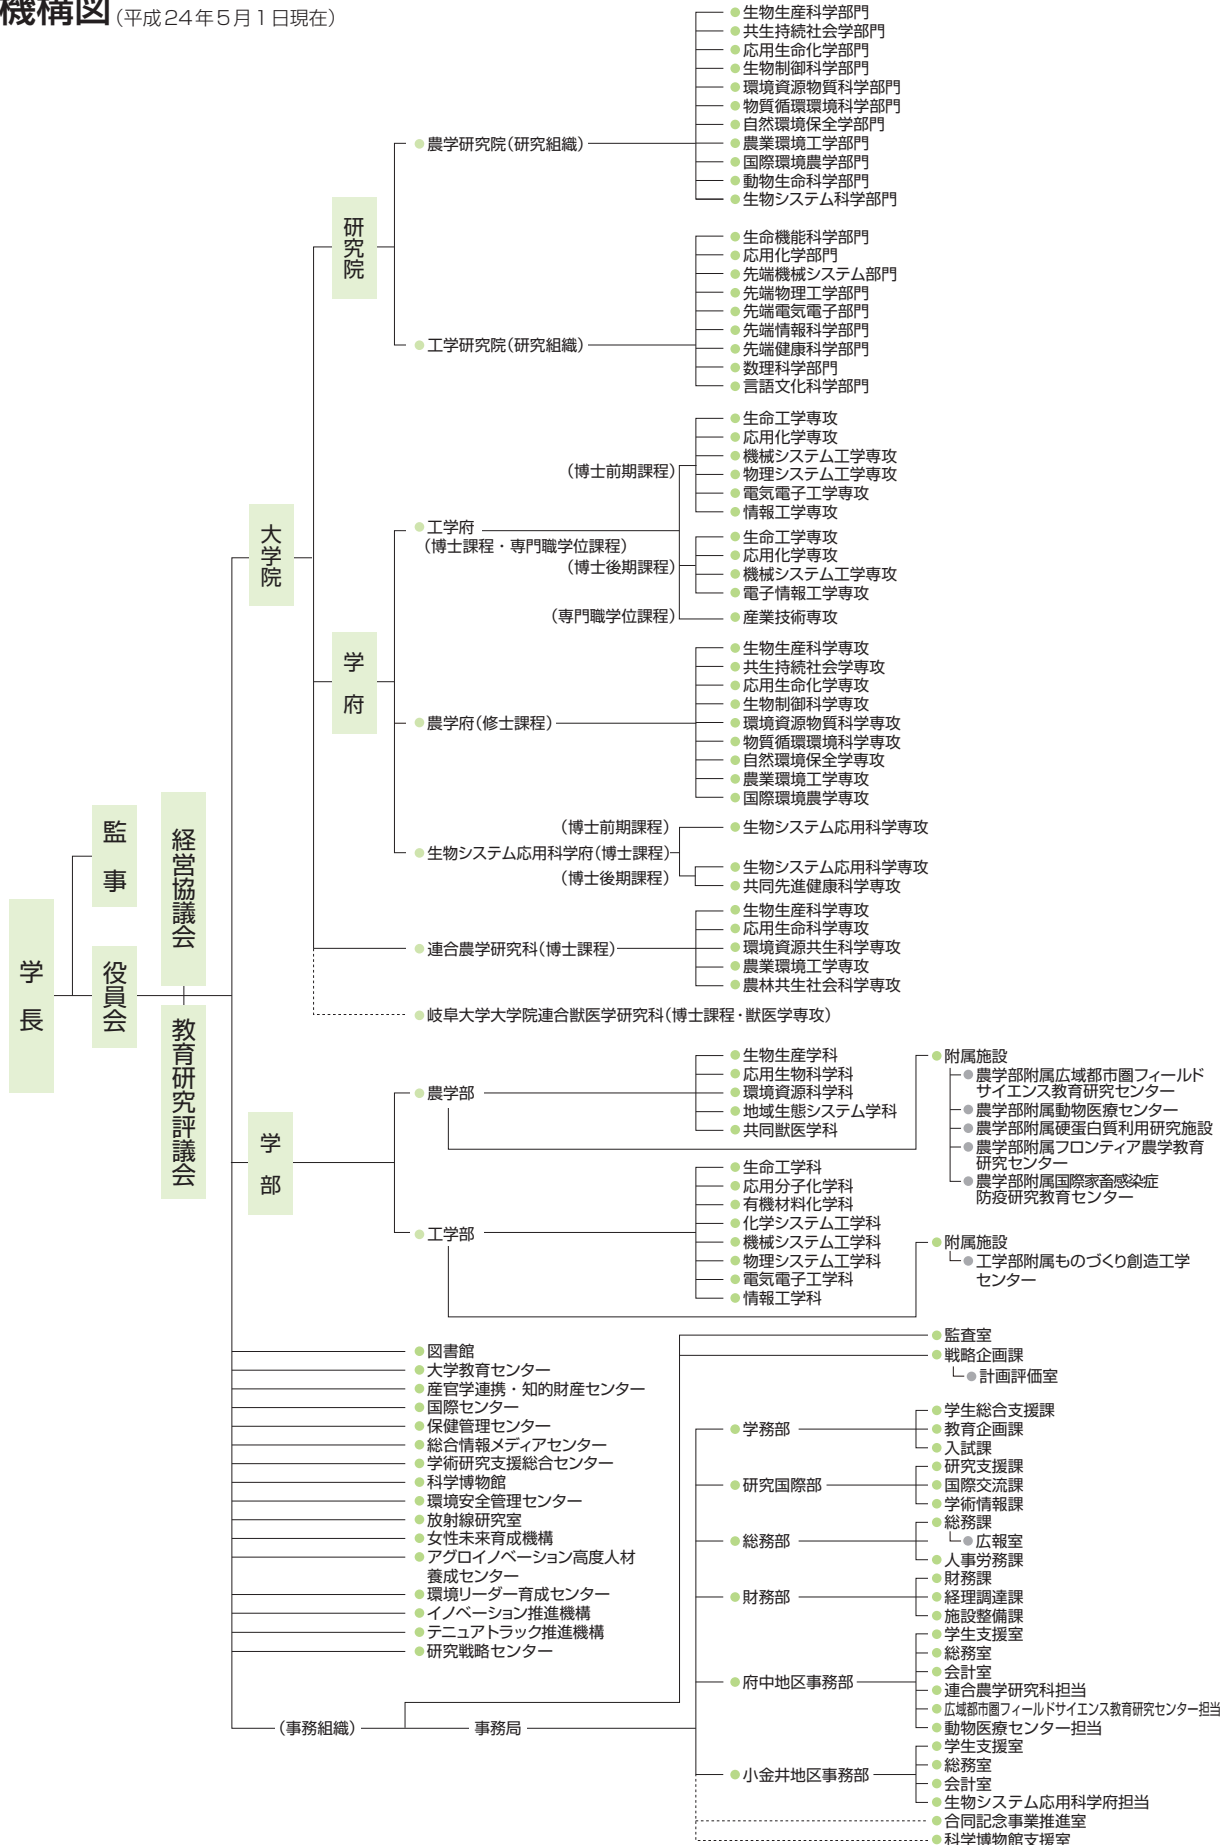 機構図(平成24年5月1日現在)
学長
監事
役員会
経営協議会
教育研究評議会
大学院
研究院
農学研究院(研究組織)
生物生産科学部門
共生持続社会学部門
応用生命化学部門
生物制御科学部門
環境資源物質科学部門
物質循環環境科学部門
自然環境保全学部門
農業環境工学部門
国際環境農学部門
動物生命科学部門
生物システム科学部門
工学研究院(研究組織)
生命機能科学部門
応用化学部門
先端機械システム部門
先端物理工学部門
先端電気電子部門
先端情報科学部門
先端健康科学部門
数理科学部門
言語文化科学部門
学府
工学府
(博士課程・専門職学位課程)
(博士前期課程)
生命工学専攻
応用化学専攻
機械システム工学専攻
物理システム工学専攻
電気電子工学専攻
情報工学専攻
(博士後期課程)
生命工学専攻
応用化学専攻
機械システム工学専攻
電子情報工学専攻
(専門職学位課程)
産業技術専攻
農学府(修士課程)
生物生産科学専攻
共生持続社会学専攻
応用生命化学専攻
生物制御科学専攻
環境資源物質科学専攻
物質循環環境科学専攻
自然環境保全学専攻
農業環境工学専攻
国際環境農学専攻
生物システム応用科学府(博士課程)
(博士前期課程)
生物システム応用科学専攻
(博士後期課程)
生物システム応用科学専攻
共同先進健康科学専攻
連合農学研究科(博士課程)
生物生産科学専攻
応用生命科学専攻
環境資源共生科学専攻
農業環境工学専攻
農林共生社会科学専攻
岐阜大学大学院連合獣医学研究科(博士課程・獣医学専攻)
学部
農学部
生物生産学科
応用生物科学科
環境資源科学科
地域生態システム学科
共同獣医学科
附属施設
農学部附属広域都市圏フィールド
サイエンス教育研究センター
農学部附属動物医療センター
農学部附属硬蛋白質利用研究施設
農学部附属フロンティア農学教育
研究センター
農学部附属国際家畜感染症
防疫研究教育センター
工学部
生命工学科
応用分子化学科
有機材料化学科
化学システム工学科
機械システム工学科
物理システム工学科
電気電子工学科
情報工学科
附属施設
工学部附属ものづくり創造工学
センター
図書館
大学教育センター
産官学連携・知的財産センター
国際センター
保健管理センター
総合情報メディアセンター
学術研究支援総合センター
科学博物館
環境安全管理センター
放射線研究室
女性未来育成機構
アグロイノベーション高度人材
養成センター
環境リーダー育成センター
イノベーション推進機構
テニュアトラック推進機構
研究戦略センター
(事務組織)
事務局
監査室
戦略企画課
計画評価室
学務部
学生総合支援課
教育企画課
入試課
研究国際部
研究支援課
国際交流課
学術情報課
総務部
総務課
広報室
人事労務課
財務部
財務課
経理調達課
施設整備課
府中地区事務部
学生支援室
総務室
会計室
連合農学研究科担当
広域都市圏フィールドサイエンス教育研究センター担当
動物医療センター担当
小金井地区事務部
学生支援室
総務室
会計室
生物システム応用科学府担当
合同記念事業推進室
科学博物館支援室